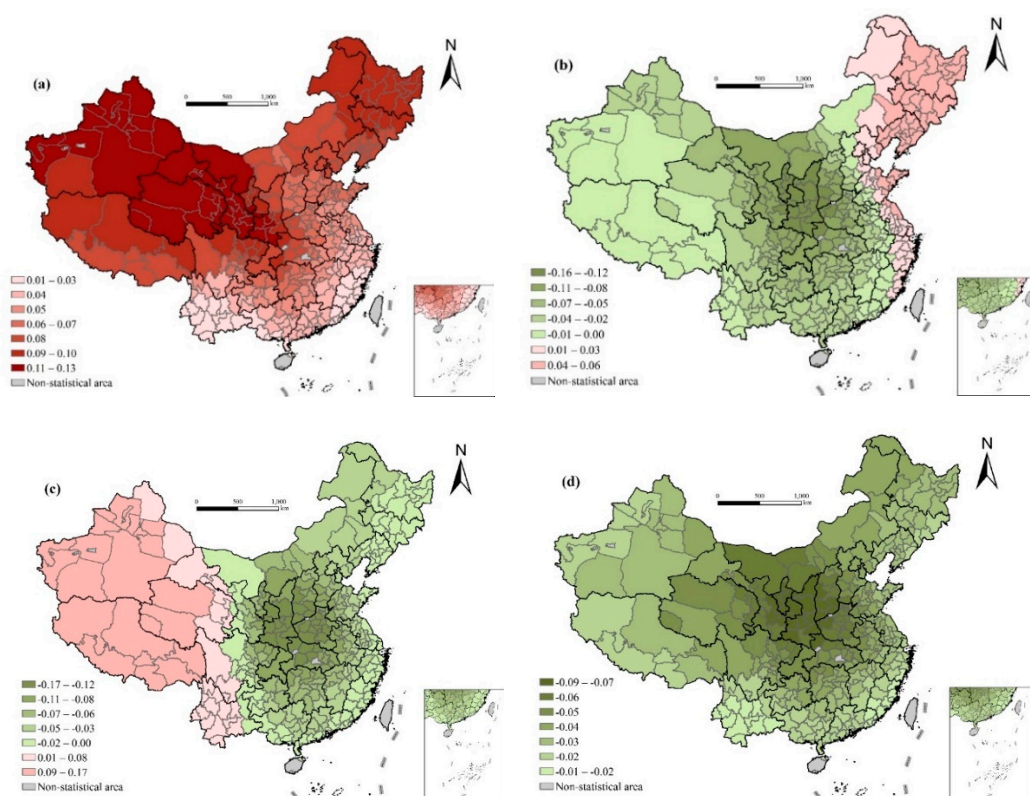 (a)
N
0 500 1,000
km
0.01 – 0.03
0.04
0.05
0.06 – 0.07
0.08
0.09 – 0.10
0.11 – 0.13
Non-statistical area
(b)
N
0 500 1,000
km
-0.16 – -0.12
-0.11 – -0.08
-0.07 – -0.05
-0.04 – -0.02
-0.01 – 0.00
0.01 – 0.03
0.04 – 0.06
Non-statistical area
(c)
N
0 500 1,000
km
-0.17 – -0.12
-0.11 – -0.08
-0.07 – -0.06
-0.05 – -0.03
-0.02 – 0.00
0.01 – 0.08
0.09 – 0.17
Non-statistical area
(d)
N
0 500 1,000
km
-0.09 – -0.07
-0.06
-0.05
-0.04
-0.03
-0.02
-0.01 – -0.02
Non-statistical area